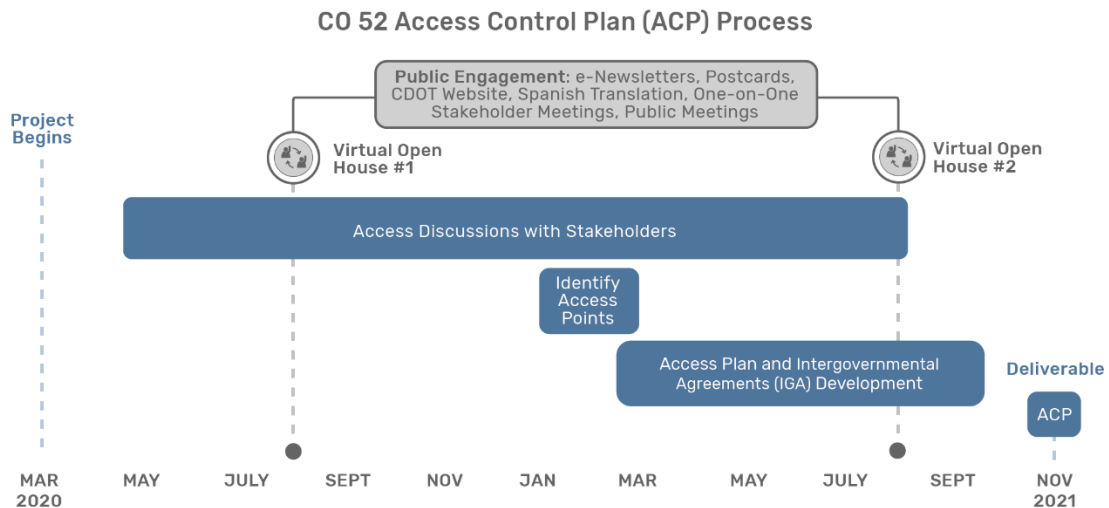 CO 52 Access Control Plan (ACP) Process
Public Engagement: e-Newsletters, Postcards,
CDOT Website, Spanish Translation, One-on-One
Stakeholder Meetings, Public Meetings
Project
Begins
Virtual Open
House #1
Virtual Open
House #2
Access Discussions with Stakeholders
Identify
Access
Points
Access Plan and Intergovernmental
Agreements (IGA) Development
Deliverable
ACP
MAR
2020
MAY
JULY
SEPT
NOV
JAN
MAR
MAY
JULY
SEPT
NOV
2021